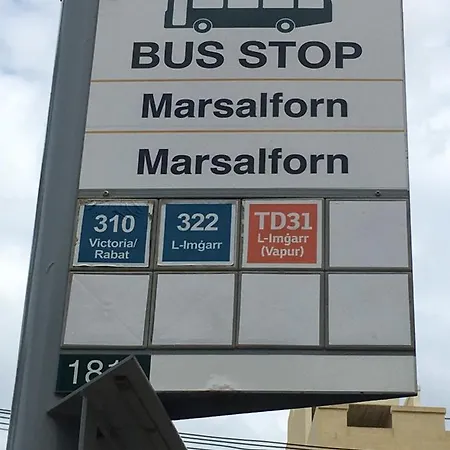 BUS STOP
Marsalforn
Marsalforn
310
Victoria/
Rabat
322
L-Imġarr
TD31
L-Imġarr
(Vapur)